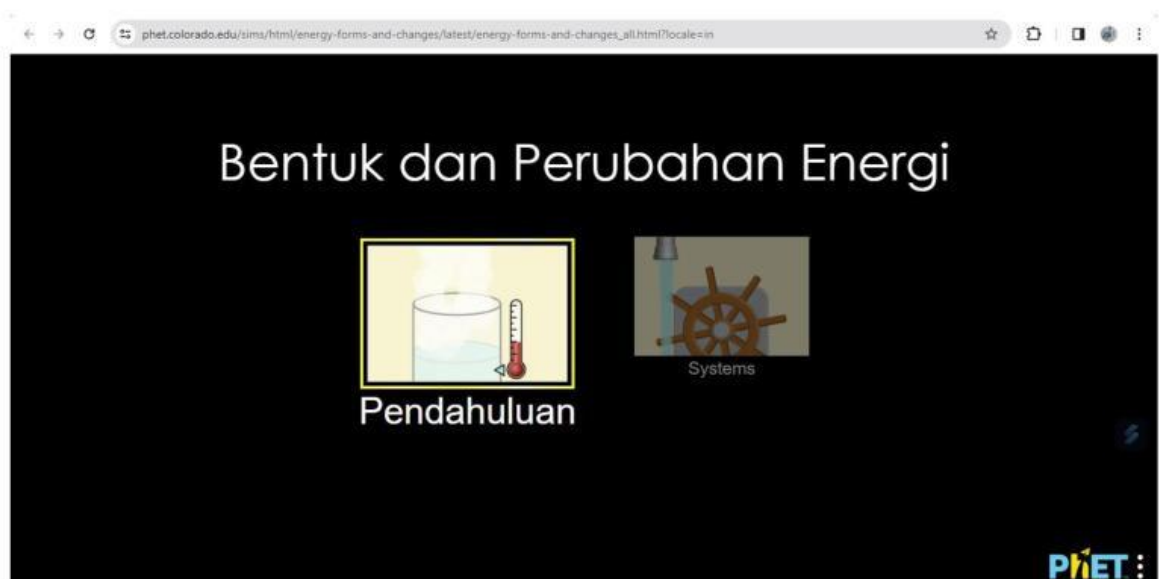 phet.colorado.edu/sims/html/energy-forms-and-changes/latest/energy-forms-and-changes_all.html?locale=in
Bentuk dan Perubahan Energi
Pendahuluan
Systems
PhET